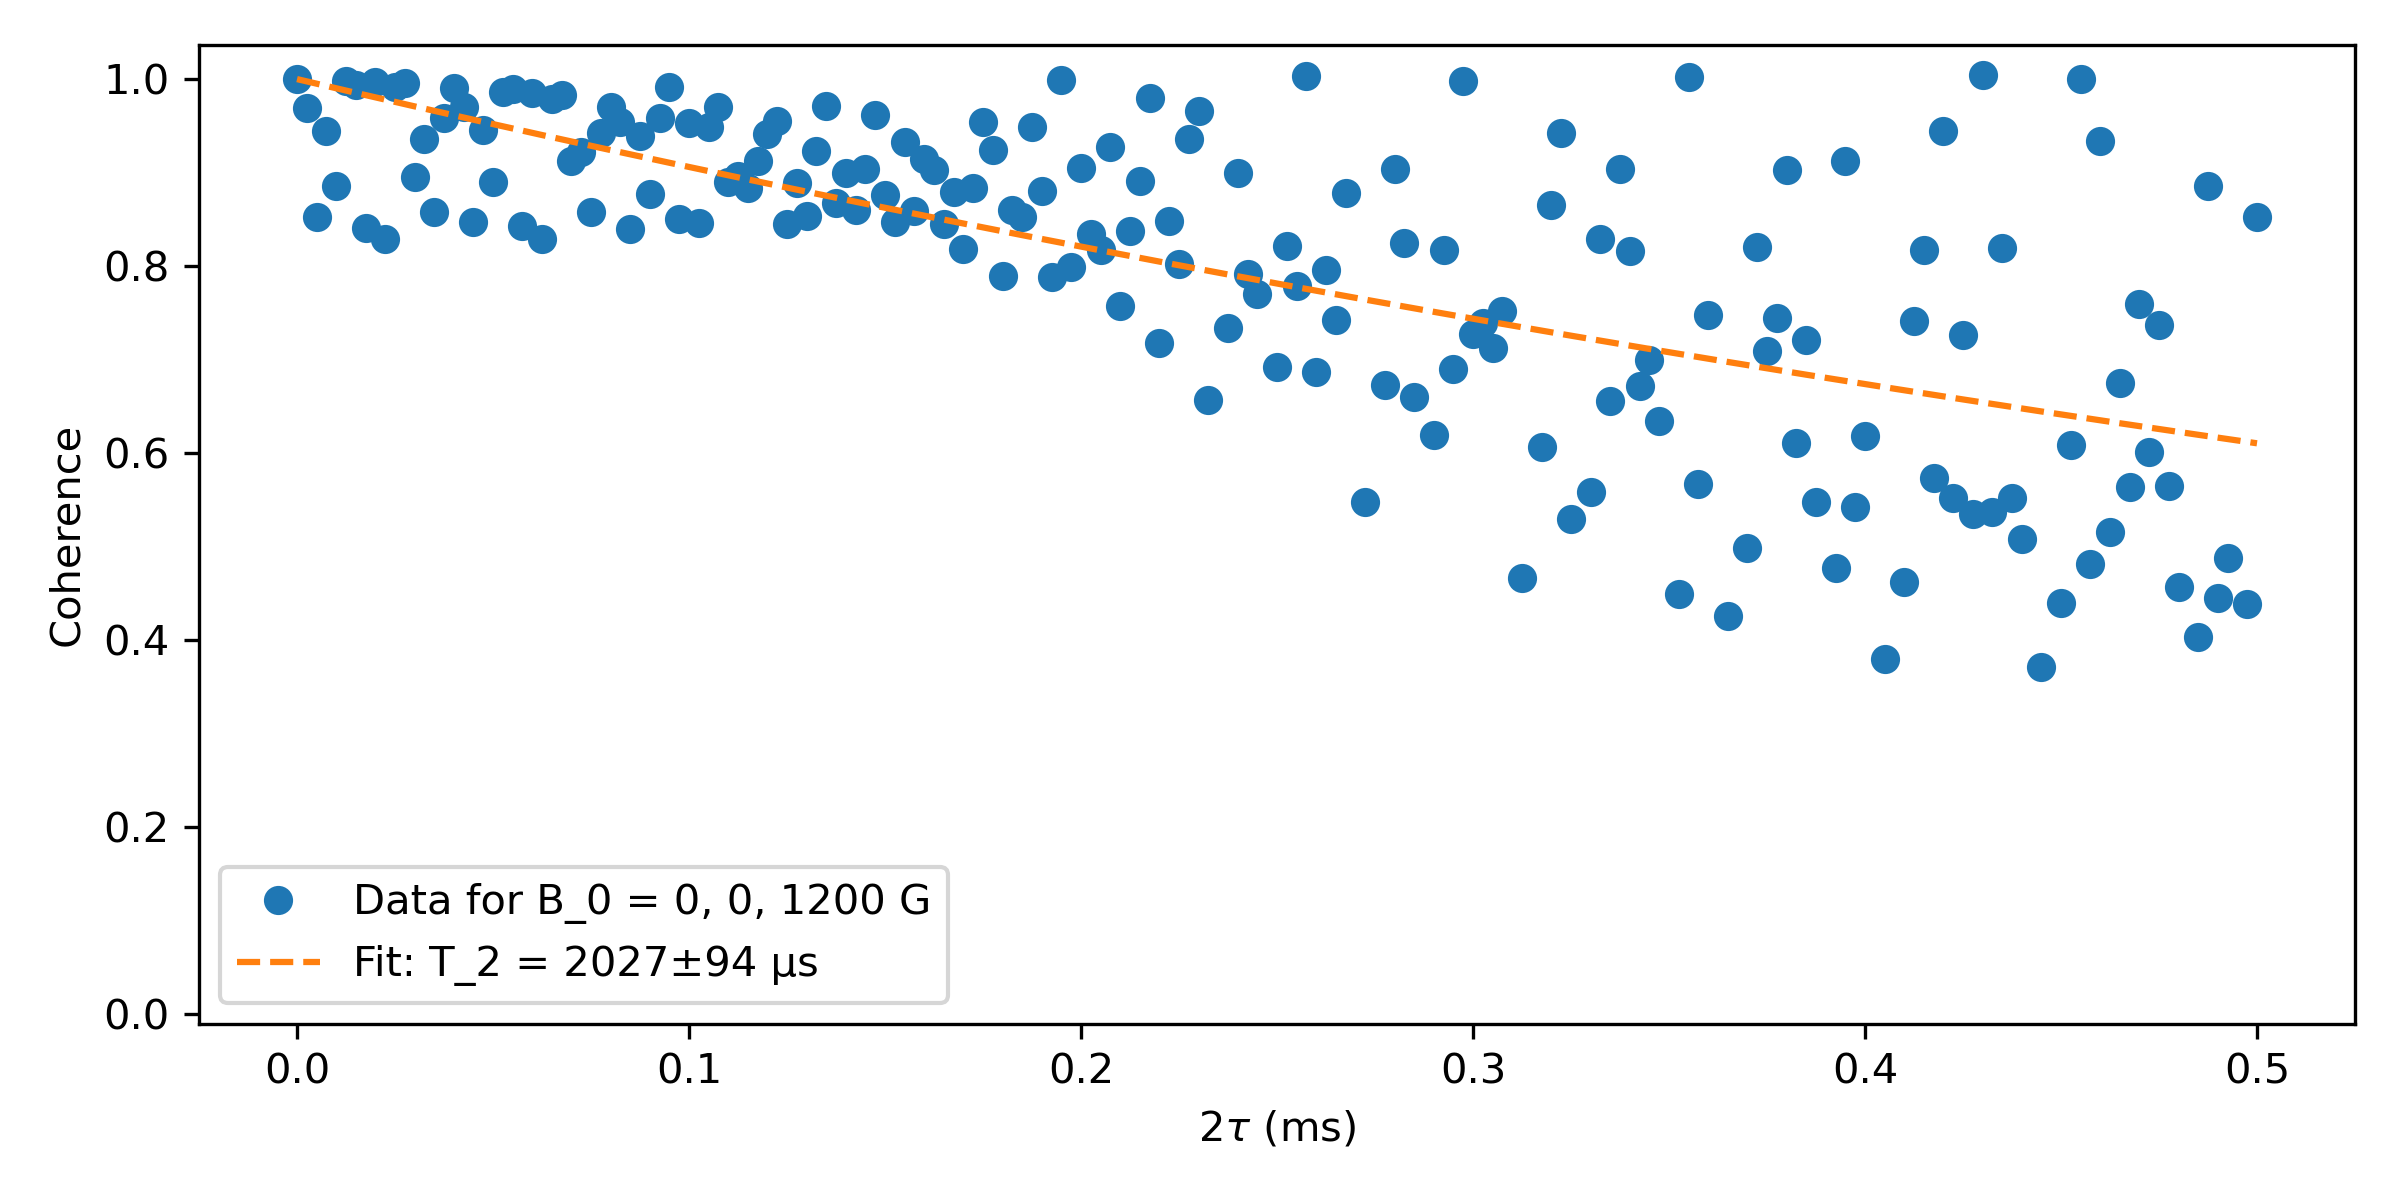 1.0
0.8
0.6
0.4
0.2
0.0
Coherence
Data for B_0 = 0, 0, 1200 G
Fit: T_2 = 2027±94 µs
0.0 0.1 0.2 0.3 0.4 0.5
2τ (ms)